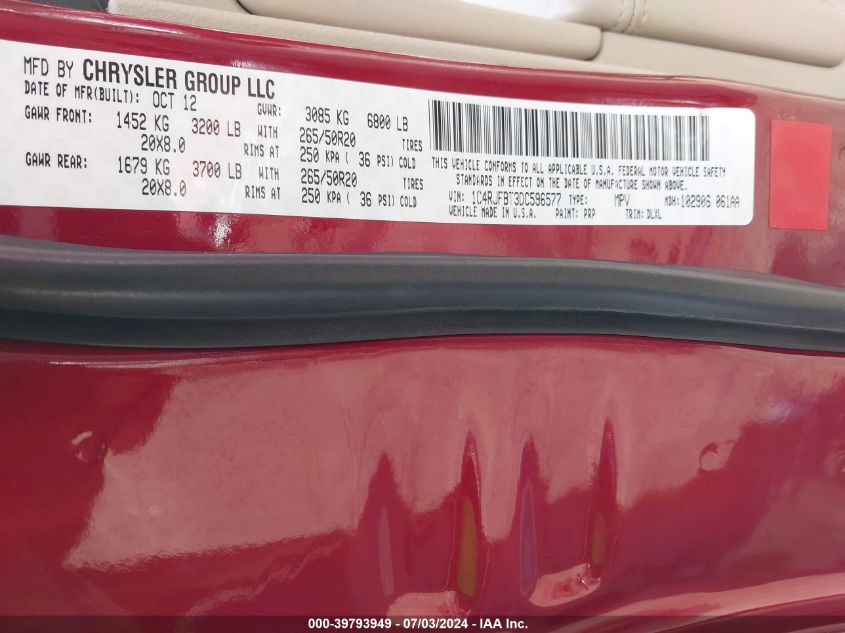 MFD BY CHRYSLER GROUP LLC
DATE OF MFR(BUILT): OCT 12 GVWR: 3085 KG 6800 LB
GAWR FRONT: 1452 KG 3200 LB WITH 265/50R20 TIRES
20X8.0 RIMS AT 250 KPA ( 36 PSI) COLD
GAWR REAR: 1679 KG 3700 LB WITH 265/50R20 TIRES
20X8.0 RIMS AT 250 KPA ( 36 PSI) COLD
THIS VEHICLE CONFORMS TO ALL APPLICABLE U.S.A. FEDERAL MOTOR VEHICLE SAFETY
STANDARDS IN EFFECT ON THE DATE OF MANUFACTURE SHOWN ABOVE.
VIN: 1C4RJFBT3DC596577 TYPE: MPV MDH: 102906 061AA
VEHICLE MADE IN U.S.A. PAINT: PRP TRIM: DLXL
000-39793949 - 07/03/2024 - IAA Inc.